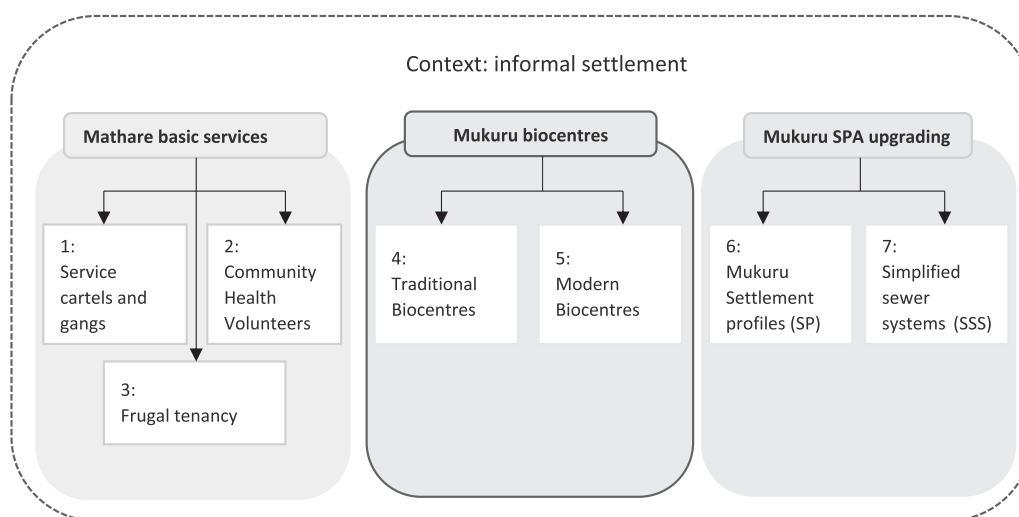 Context: informal settlement
Mathare basic services
1:
Service
cartels and
gangs
2:
Community
Health
Volunteers
3:
Frugal tenancy
Mukuru biocentres
4:
Traditional
Biocentres
5:
Modern
Biocentres
Mukuru SPA upgrading
6:
Mukuru
Settlement
profiles (SP)
7:
Simplified
sewer
systems (SSS)